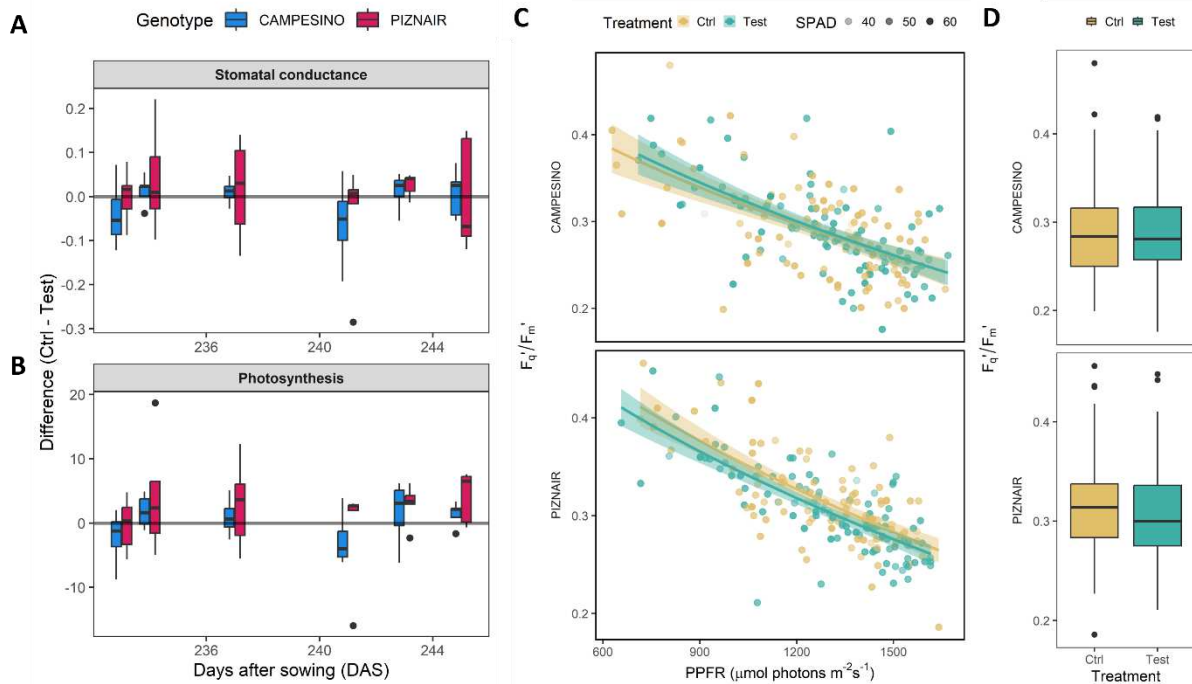 A
Genotype CAMPESINO PIZNAIR
Stomatal conductance
0.2
0.1
0.0
-0.1
-0.2
-0.3
236 240 244
Difference (Ctrl - Test)
B
Photosynthesis
20
10
0
-10
236 240 244
Days after sowing (DAS)
C
Treatment Ctrl Test SPAD 40 50 60
CAMPESINO
0.4
0.3
0.2
Fq'/Fm'
PIZNAIR
0.4
0.3
0.2
600 900 1200 1500
PPFR (μmol photons m⁻²s⁻¹)
D
Ctrl Test
CAMPESINO
0.4
0.3
0.2
Fq'/Fm'
PIZNAIR
0.4
0.3
0.2
Ctrl Test
Treatment